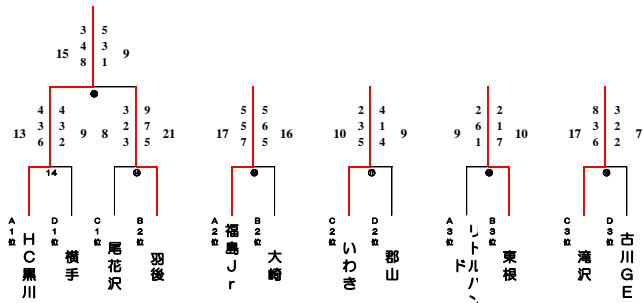 3 5
15 4 3 9
8 1
4 4 3 9 5 5 2 3 2 2 8 3
13 3 3 9 8 2 7 21 17 5 6 16 10 3 1 9 9 6 1 10 17 3 2 7
6 2 3 5 7 5 5 4 1 7 6 2
14
A1位 HC黒川
D1位 横手
C1位 尾花沢
B2位 羽後
A2位 福島Jr
B2位 大崎
C2位 いわき
D2位 郡山
A3位 リトルハンド
B3位 東根
C3位 滝沢
D3位 古川GE